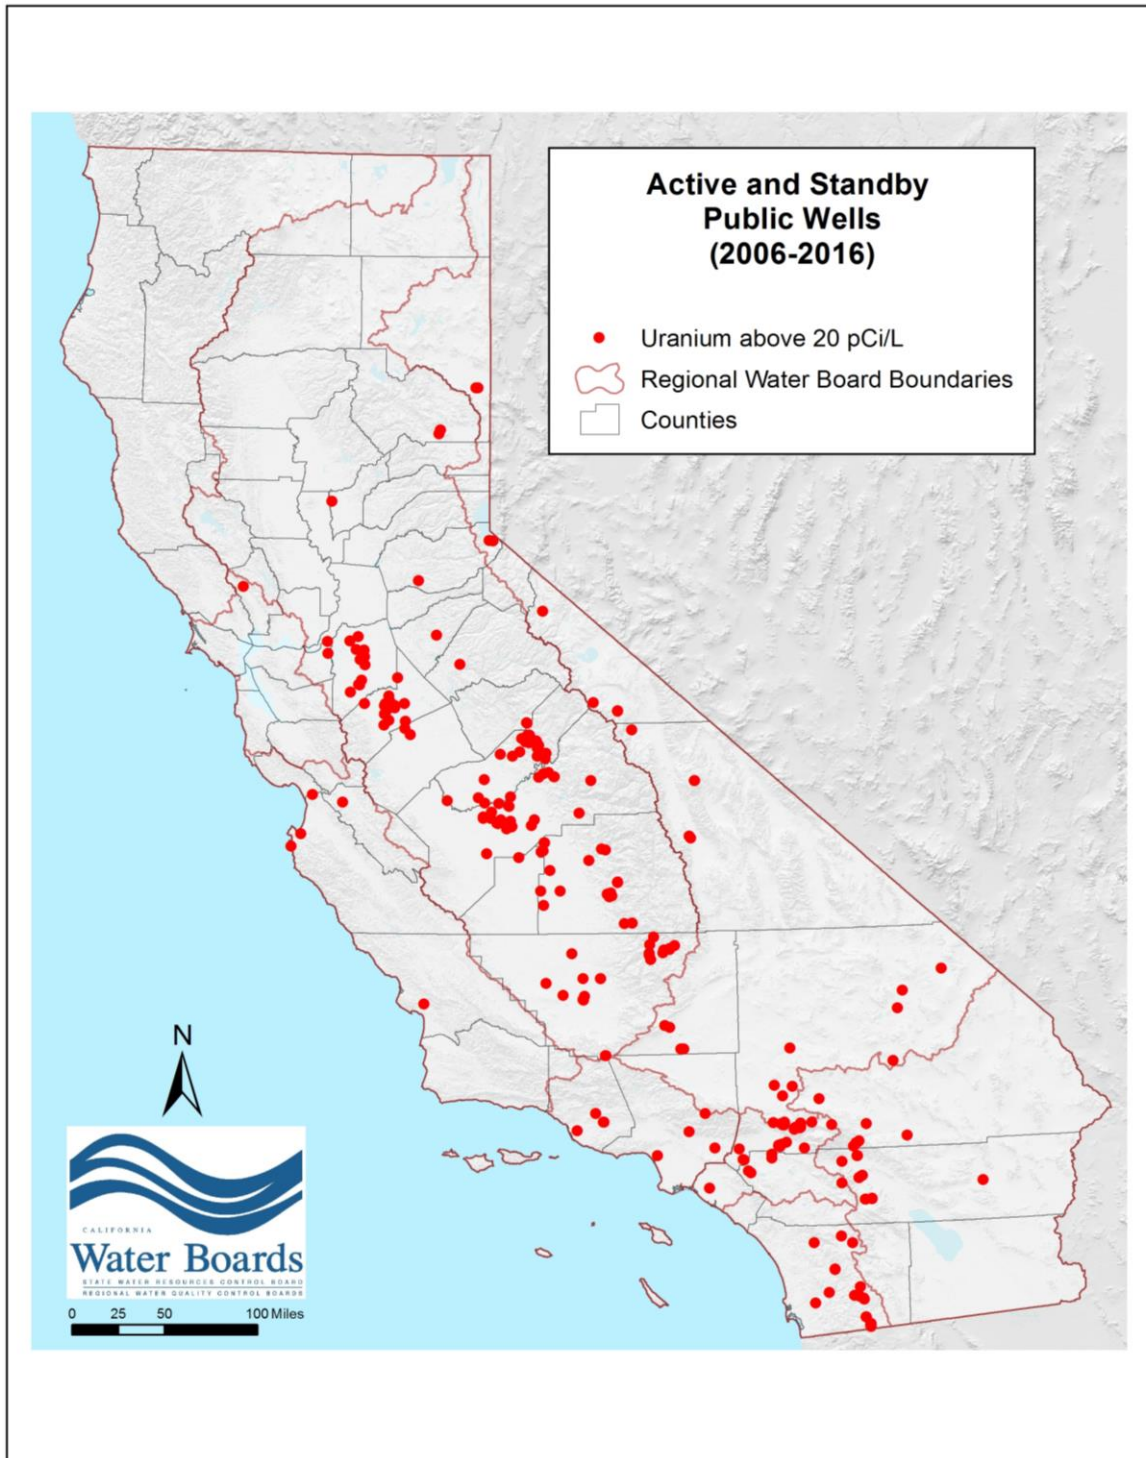 Active and Standby
Public Wells
(2006-2016)
Uranium above 20 pCi/L
Regional Water Board Boundaries
Counties
N
CALIFORNIA
Water Boards
STATE WATER RESOURCES CONTROL BOARD
REGIONAL WATER QUALITY CONTROL BOARDS
0 25 50 100 Miles